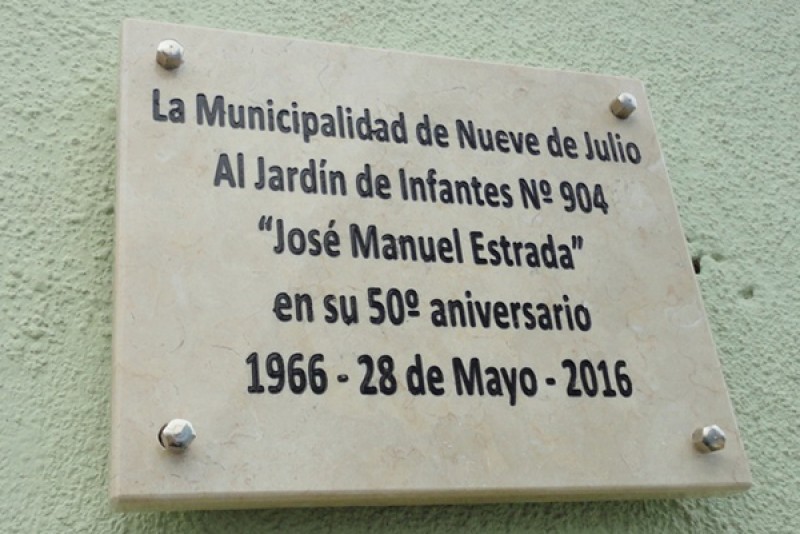 La Municipalidad de Nueve de Julio
Al Jardín de Infantes Nº 904
“José Manuel Estrada”
en su 50º aniversario
1966 - 28 de Mayo - 2016